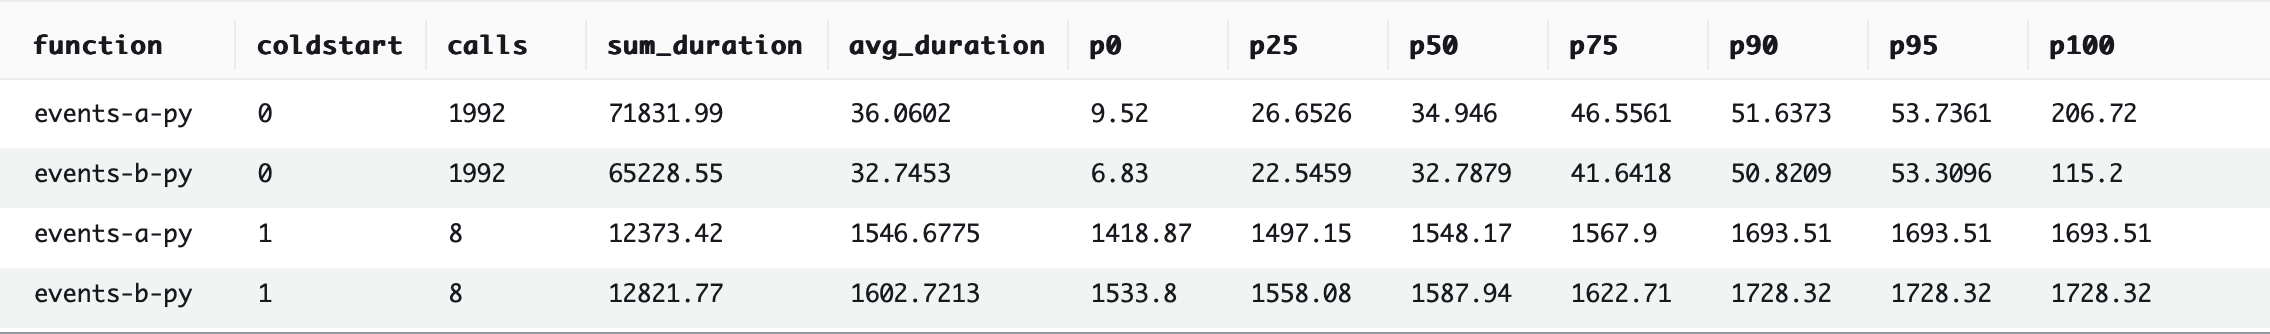 function coldstart calls sum_duration avg_duration p0 p25 p50 p75 p90 p95 p100
events-a-py 0 1992 71831.99 36.0602 9.52 26.6526 34.946 46.5561 51.6373 53.7361 206.72
events-b-py 0 1992 65228.55 32.7453 6.83 22.5459 32.7879 41.6418 50.8209 53.3096 115.2
events-a-py 1 8 12373.42 1546.6775 1418.87 1497.15 1548.17 1567.9 1693.51 1693.51 1693.51
events-b-py 1 8 12821.77 1602.7213 1533.8 1558.08 1587.94 1622.71 1728.32 1728.32 1728.32